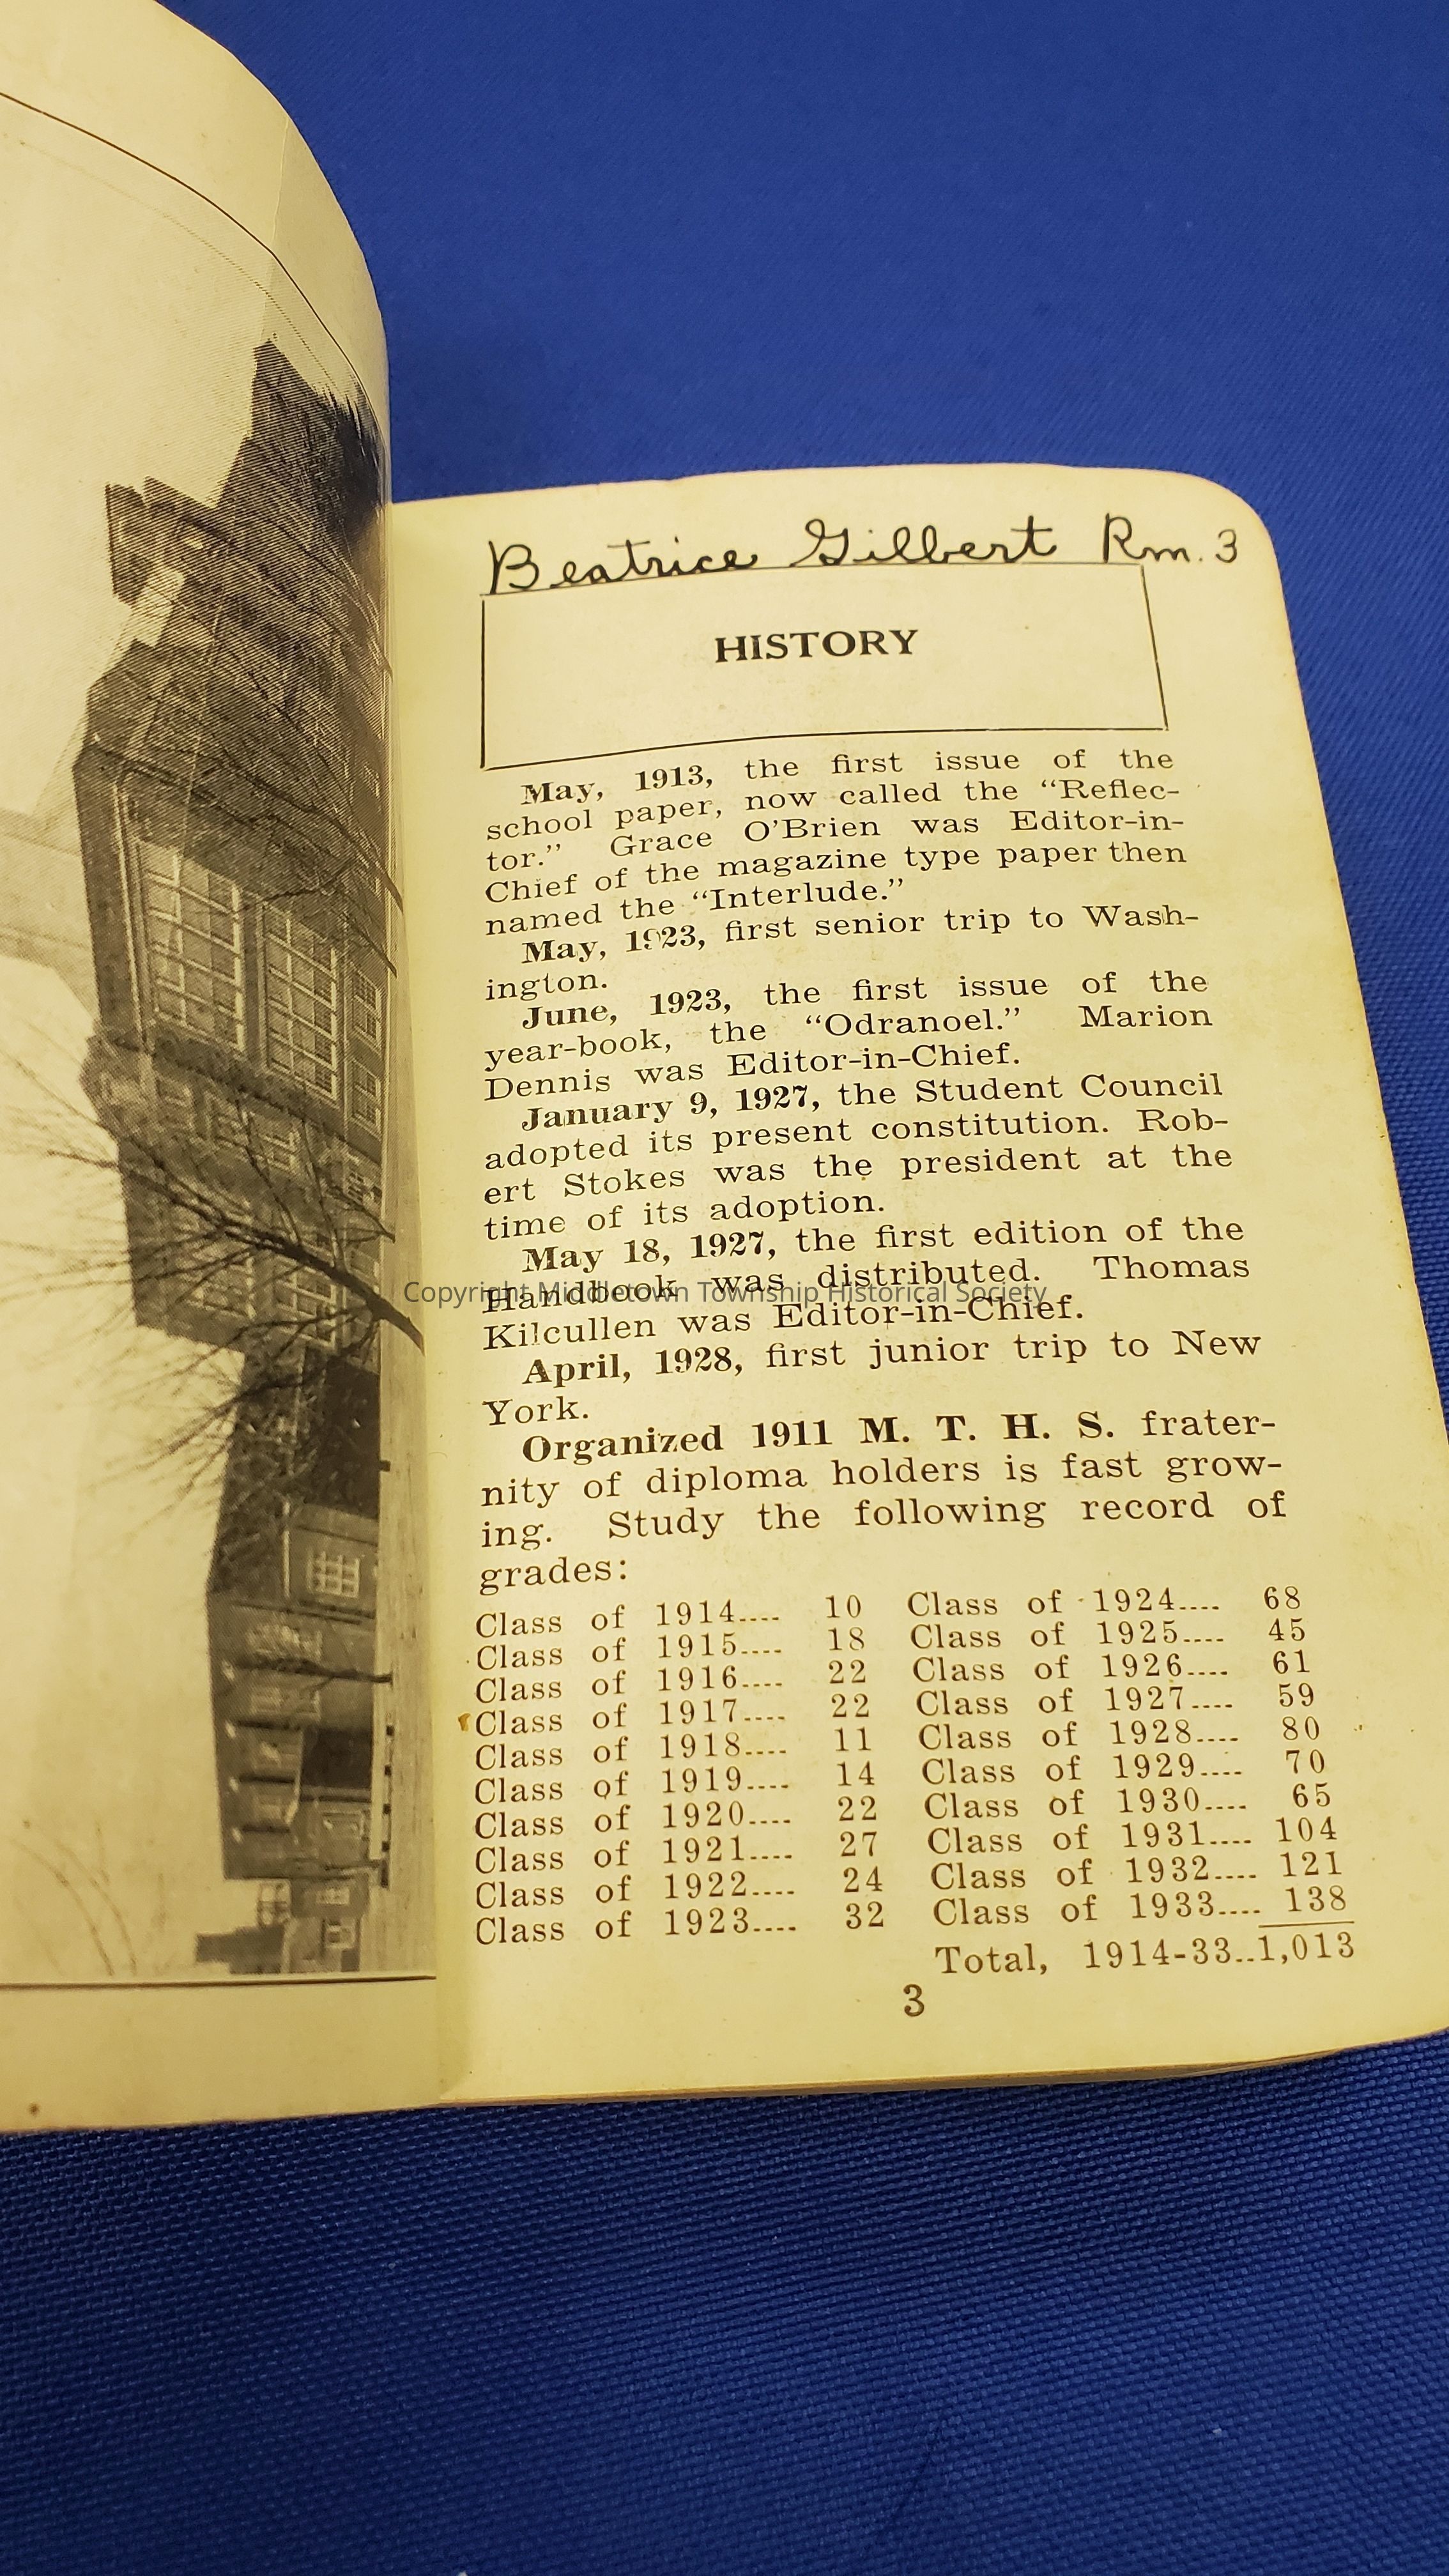 Beatrice Gilbert Rm. 3
HISTORY
May, 1913, the first issue of the
school paper, now called the “Reflec-
tor.” Grace O’Brien was Editor-in-
Chief of the magazine type paper then
named the “Interlude.”
May, 1923, first senior trip to Wash-
ington.
June, 1923, the first issue of the
year-book, the “Odranoel.” Marion
Dennis was Editor-in-Chief.
January 9, 1927, the Student Council
adopted its present constitution. Rob-
ert Stokes was the president at the
time of its adoption.
May 18, 1927, the first edition of the
Handbook was distributed. Thomas
Copyright Middletown Township Historical Society
Kilcullen was Editor-in-Chief.
April, 1928, first junior trip to New
York.
Organized 1911 M. T. H. S. frater-
nity of diploma holders is fast grow-
ing. Study the following record of
grades:
Class of 1914.... 10 Class of 1924.... 68
Class of 1915.... 18 Class of 1925.... 45
Class of 1916.... 22 Class of 1926.... 61
Class of 1917.... 22 Class of 1927.... 59
Class of 1918.... 11 Class of 1928.... 80
Class of 1919.... 14 Class of 1929.... 70
Class of 1920.... 22 Class of 1930.... 65
Class of 1921.... 27 Class of 1931.... 104
Class of 1922.... 24 Class of 1932.... 121
Class of 1923.... 32 Class of 1933.... 138
Total, 1914-33..1,013
3